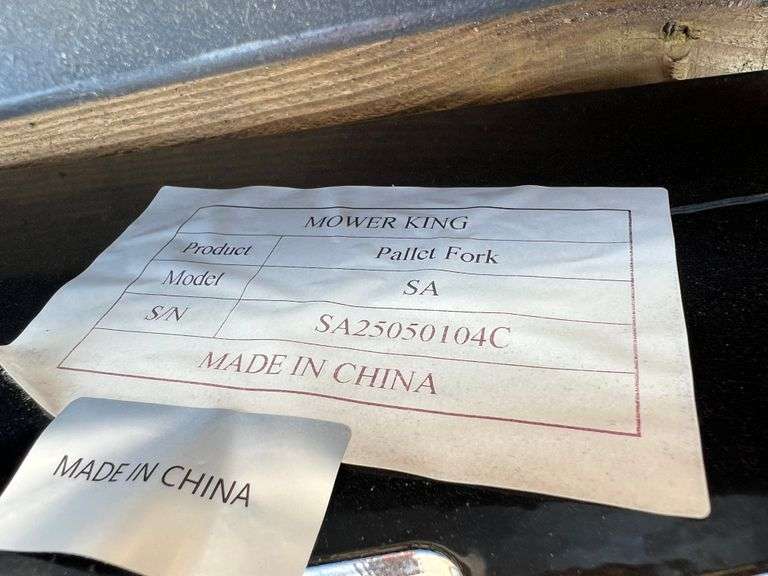 MOWER KING
Product Pallet Fork
Model SA
S/N SA25050104C
MADE IN CHINA
MADE IN CHINA